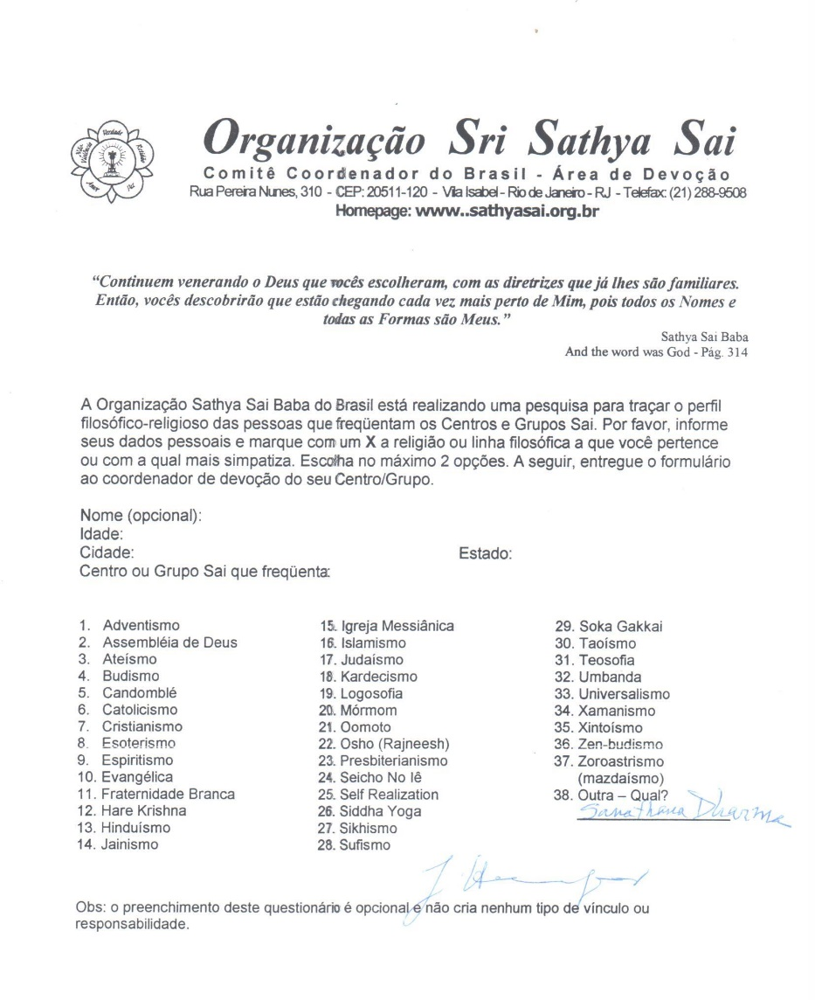 Verdade
Retidão
Paz
Amor
Não Violência
Organização Sri Sathya Sai
Comitê Coordenador do Brasil - Área de Devoção
Rua Pereira Nunes, 310 - CEP: 20511-120 - Vila Isabel - Rio de Janeiro - RJ - Telefax: (21) 288-9508
Homepage: www..sathyasai.org.br
“Continuem venerando o Deus que vocês escolheram, com as diretrizes que já lhes são familiares.
Então, vocês descobrirão que estão chegando cada vez mais perto de Mim, pois todos os Nomes e
todas as Formas são Meus.”
Sathya Sai Baba
And the word was God - Pág. 314
A Organização Sathya Sai Baba do Brasil está realizando uma pesquisa para traçar o perfil
filosófico-religioso das pessoas que freqüentam os Centros e Grupos Sai. Por favor, informe
seus dados pessoais e marque com um X a religião ou linha filosófica a que você pertence
ou com a qual mais simpatiza. Escolha no máximo 2 opções. A seguir, entregue o formulário
ao coordenador de devoção do seu Centro/Grupo.
Nome (opcional):
Idade:
Cidade: Estado:
Centro ou Grupo Sai que freqüenta:
1. Adventismo
2. Assembléia de Deus
3. Ateísmo
4. Budismo
5. Candomblé
6. Catolicismo
7. Cristianismo
8. Esoterismo
9. Espiritismo
10. Evangélica
11. Fraternidade Branca
12. Hare Krishna
13. Hinduísmo
14. Jainismo
15. Igreja Messiânica
16. Islamismo
17. Judaísmo
18. Kardecismo
19. Logosofia
20. Mórmom
21. Oomoto
22. Osho (Rajneesh)
23. Presbiterianismo
24. Seicho No Iê
25. Self Realization
26. Siddha Yoga
27. Sikhismo
28. Sufismo
29. Soka Gakkai
30. Taoísmo
31. Teosofia
32. Umbanda
33. Universalismo
34. Xamanismo
35. Xintoísmo
36. Zen-budismo
37. Zoroastrismo
(mazdaísmo)
38. Outra – Qual?
Sanathana Dharma
Obs: o preenchimento deste questionário é opcional e não cria nenhum tipo de vínculo ou
responsabilidade.